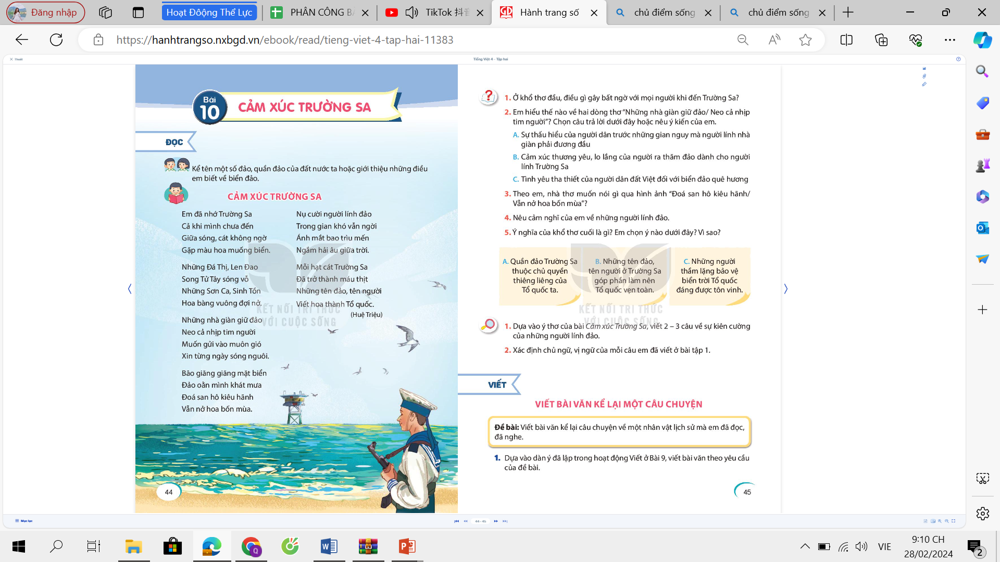 Đăng nhập
Hoạt Đôộng Thể Lực
PHÂN CÔNG BÀ
TikTok 抖音
Hành trang số
chủ điểm sống
chủ điểm sống
https://hanhtrangso.nxbgd.vn/ebook/read/tieng-viet-4-tap-hai-11383
Thoát
Tiếng Việt 4 - Tập hai
Bài
10
CẢM XÚC TRƯỜNG SA
ĐỌC
Kể tên một số đảo, quần đảo của đất nước ta hoặc giới thiệu những điều
em biết về biển đảo.
CẢM XÚC TRƯỜNG SA
Em đã nhớ Trường Sa
Cả khi mình chưa đến
Giữa sóng, cát không ngờ
Gặp màu hoa muống biển.
Những Đá Thị, Len Đao
Song Tử Tây sóng vỗ
Những Sơn Ca, Sinh Tồn
Hoa bàng vuông đợi nở.
Những nhà giàn giữ đảo
Neo cả nhịp tim người
Muốn gửi vào muôn gió
Xin từng ngày sóng nguôi.
Bão giăng giăng mặt biển
Đảo oằn mình khát mưa
Đoá san hô kiêu hãnh
Vẫn nở hoa bốn mùa.
Nụ cười người lính đảo
Trong gian khó vẫn ngời
Ánh mắt bao trìu mến
Ngắm hải âu giữa trời.
Mỗi hạt cát Trường Sa
Đã trở thành máu thịt
Những tên đảo, tên người
Viết hoa thành Tổ quốc.
(Huệ Triệu)
KẾT NỐI TRI THỨC
VỚI CUỘC SỐNG
44
1. Ở khổ thơ đầu, điều gì gây bất ngờ với mọi người khi đến Trường Sa?
2. Em hiểu thế nào về hai dòng thơ “Những nhà giàn giữ đảo/ Neo cả nhịp
tim người”? Chọn câu trả lời dưới đây hoặc nêu ý kiến của em.
A. Sự thấu hiểu của người dân trước những gian nguy mà người lính nhà
giàn phải đương đầu
B. Cảm xúc thương yêu, lo lắng của người ra thăm đảo dành cho người
lính Trường Sa
C. Tình yêu tha thiết của người dân đất Việt đối với biển đảo quê hương
3. Theo em, nhà thơ muốn nói gì qua hình ảnh “Đoá san hô kiêu hãnh/
Vẫn nở hoa bốn mùa”?
4. Nêu cảm nghĩ của em về những người lính đảo.
5. Ý nghĩa của khổ thơ cuối là gì? Em chọn ý nào dưới đây? Vì sao?
A. Quần đảo Trường Sa
thuộc chủ quyền
thiêng liêng của
Tổ quốc ta.
B. Những tên đảo,
tên người ở Trường Sa
góp phần làm nên
Tổ quốc vẹn toàn.
C. Những người
thầm lặng bảo vệ
biển trời Tổ quốc
đáng được tôn vinh.
KẾT NỐI TRI THỨC
VỚI CUỘC SỐNG
1. Dựa vào ý thơ của bài Cảm xúc Trường Sa, viết 2 – 3 câu về sự kiên cường
của những người lính đảo.
2. Xác định chủ ngữ, vị ngữ của mỗi câu em đã viết ở bài tập 1.
VIẾT
VIẾT BÀI VĂN KỂ LẠI MỘT CÂU CHUYỆN
Đề bài: Viết bài văn kể lại câu chuyện về một nhân vật lịch sử mà em đã đọc,
đã nghe.
1. Dựa vào dàn ý đã lập trong hoạt động Viết ở Bài 9, viết bài văn theo yêu cầu
của đề bài.
45
Mục lục
44 - 45
VIE
9:10 CH
28/02/2024
2